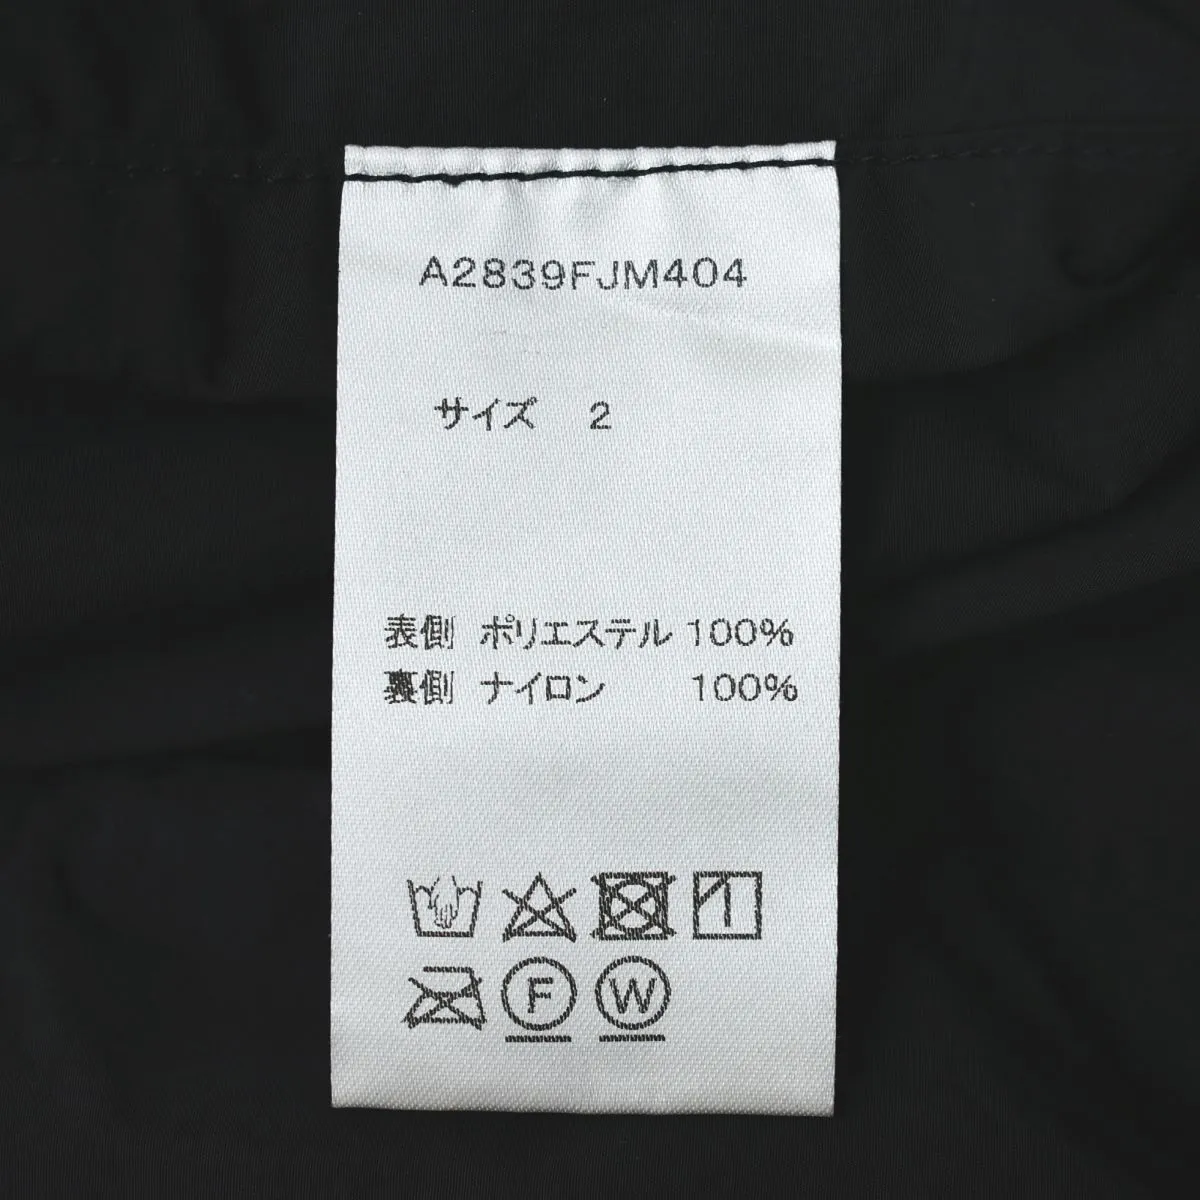 A2839FJM404
サイズ 2
表側 ポリエステル 100%
裏側 ナイロン 100%
F W